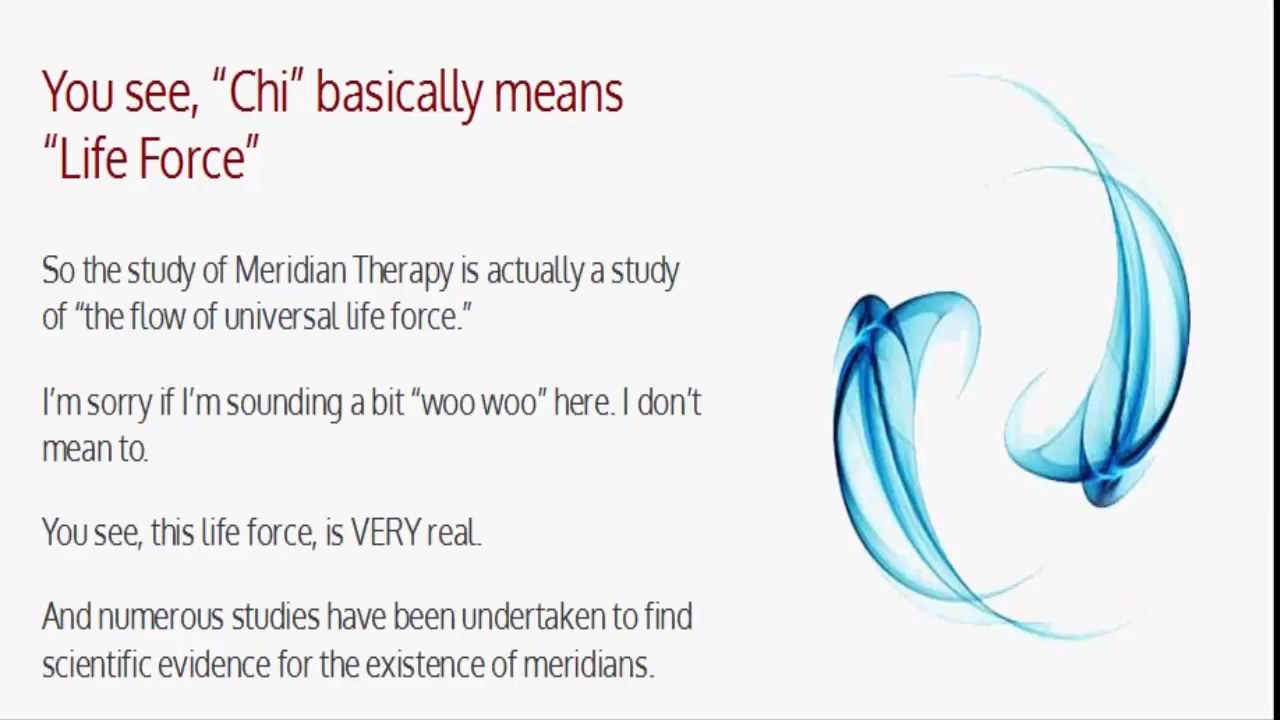 You see, “Chi” basically means
“Life Force”
So the study of Meridian Therapy is actually a study
of “the flow of universal life force.”
I’m sorry if I’m sounding a bit “woo woo” here. I don’t
mean to.
You see, this life force, is VERY real.
And numerous studies have been undertaken to find
scientific evidence for the existence of meridians.